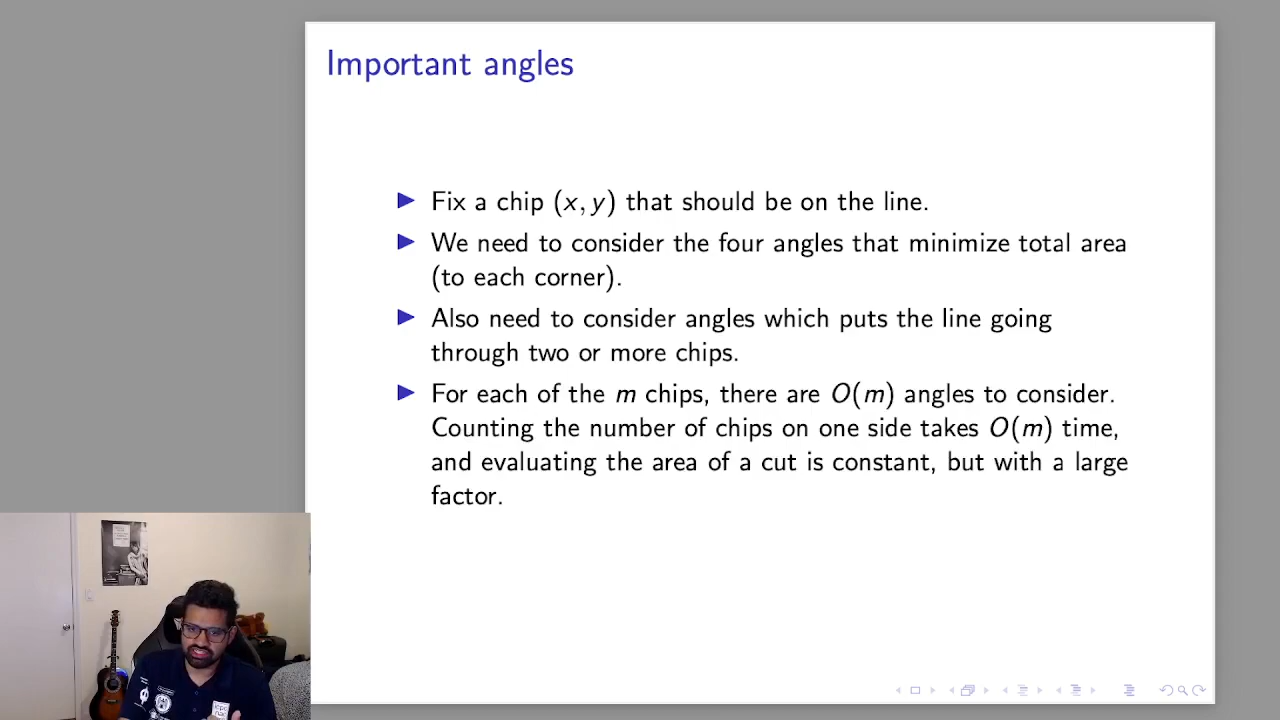 Important angles
Fix a chip (x, y) that should be on the line.
We need to consider the four angles that minimize total area
(to each corner).
Also need to consider angles which puts the line going
through two or more chips.
For each of the m chips, there are O(m) angles to consider.
Counting the number of chips on one side takes O(m) time,
and evaluating the area of a cut is constant, but with a large
factor.